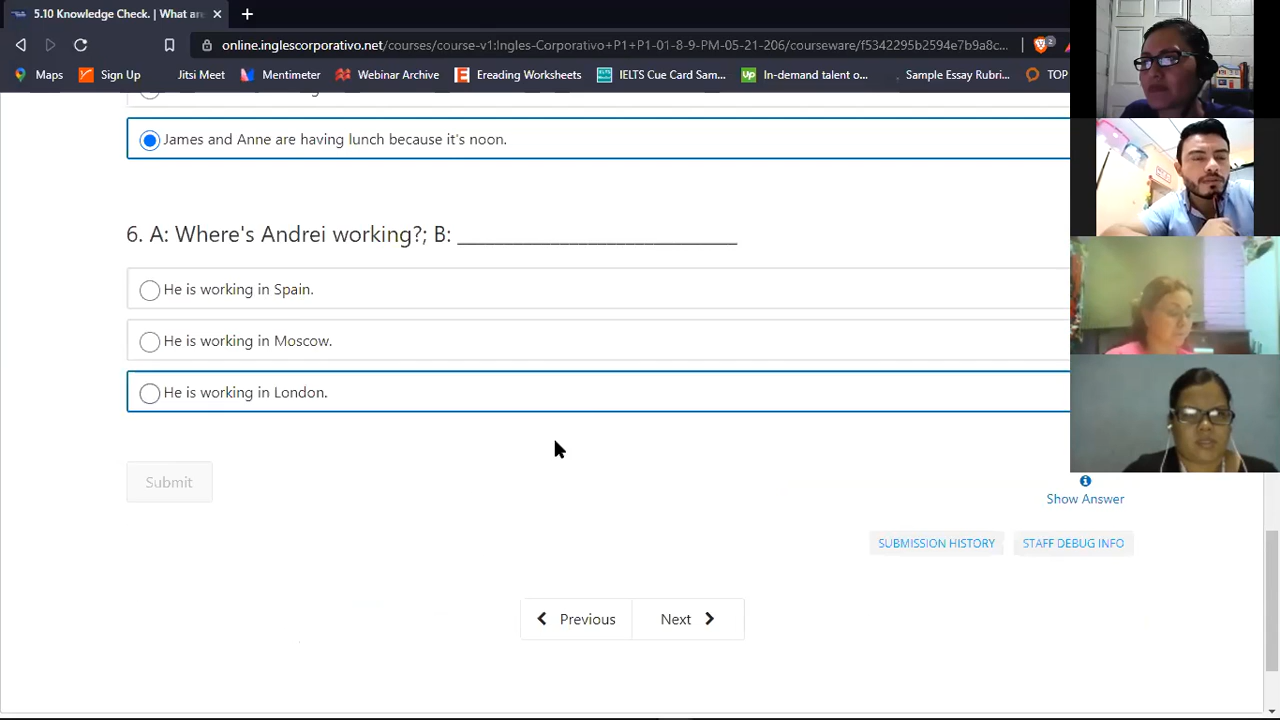 5.10 Knowledge Check. | What an
online.inglescorporativo.net/courses/course-v1:Ingles-Corporativo+P1+P1-01-8-9-PM-05-21-206/courseware/f5342295b2594e7b9a8c...
2
Maps Sign Up Jitsi Meet Mentimeter Webinar Archive Ereading Worksheets IELTS Cue Card Sem... In-demand talent o... Sample Essay Rubri... TOP
James and Anne are having lunch because it's noon.
6. A: Where's Andrei working?; B: ________________________
He is working in Spain.
He is working in Moscow.
He is working in London.
Submit
Show Answer
SUBMISSION HISTORY STAFF DEBUG INFO
Previous Next